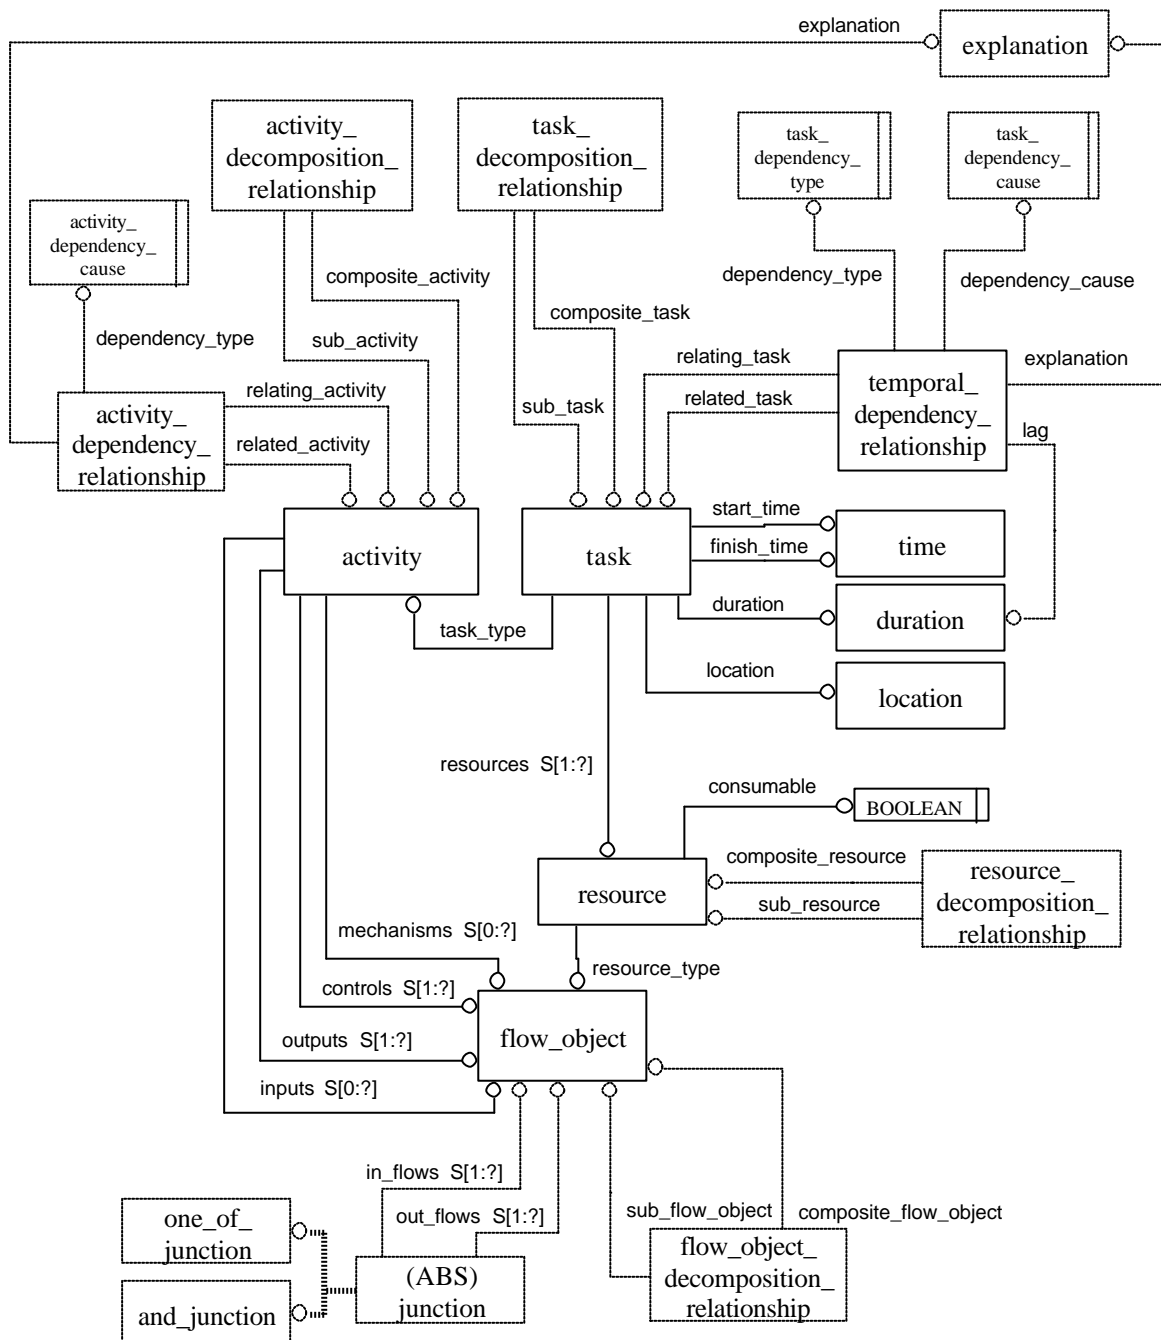 explanation
explanation
activity_
decomposition_
relationship
task_
decomposition_
relationship
task_
dependency_
type
task_
dependency_
cause
activity_
dependency_
cause
composite_activity
dependency_type
dependency_cause
composite_task
dependency_type
sub_activity
relating_task
explanation
relating_activity
sub_task
related_task
temporal_
dependency_
relationship
lag
activity_
dependency_
relationship
related_activity
start_time
activity
task
finish_time
time
task_type
duration
duration
location
location
resources S[1:?]
consumable
BOOLEAN
composite_resource
resource_
decomposition_
relationship
resource
sub_resource
mechanisms S[0:?]
resource_type
controls S[1:?]
outputs S[1:?]
flow_object
inputs S[0:?]
in_flows S[1:?]
out_flows S[1:?]
sub_flow_object
composite_flow_object
one_of_
junction
(ABS)
junction
flow_object_
decomposition_
relationship
and_junction